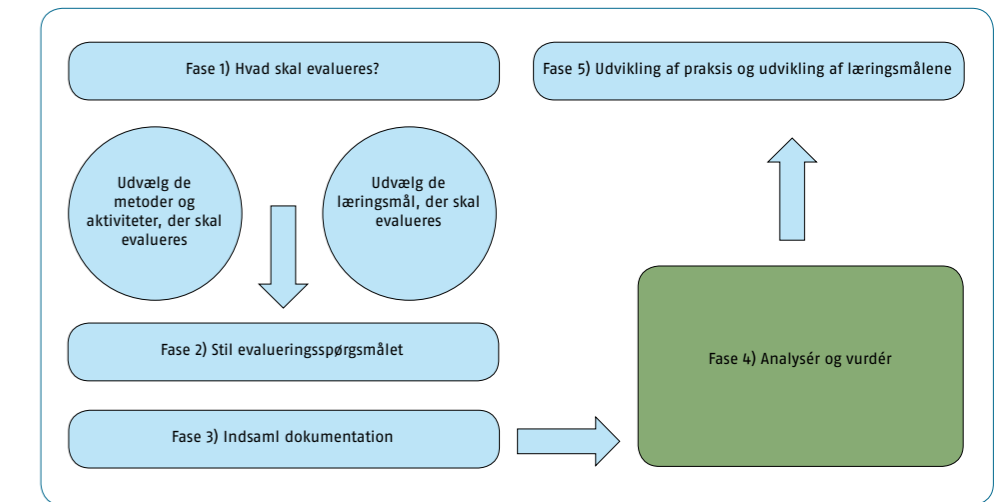 Fase 1) Hvad skal evalueres?
Udvælg de
metoder og
aktiviteter, der skal
evalueres
Udvælg de
læringsmål, der skal
evalueres
Fase 2) Stil evalueringsspørgsmålet
Fase 3) Indsaml dokumentation
Fase 4) Analysér og vurdér
Fase 5) Udvikling af praksis og udvikling af læringsmålene